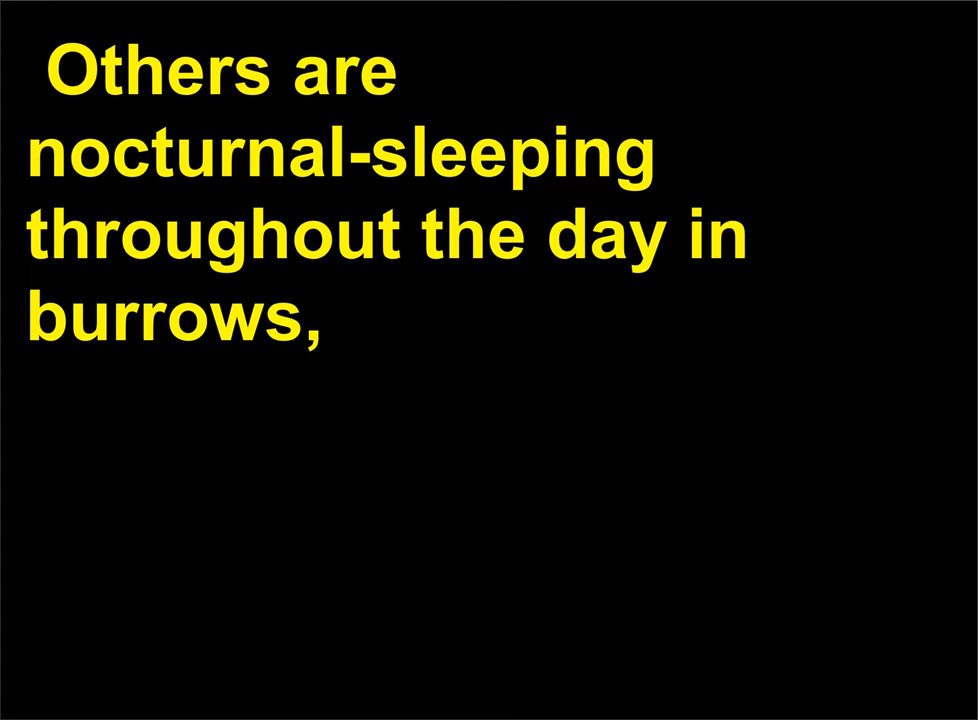 Others are
nocturnal-sleeping
throughout the day in
burrows,